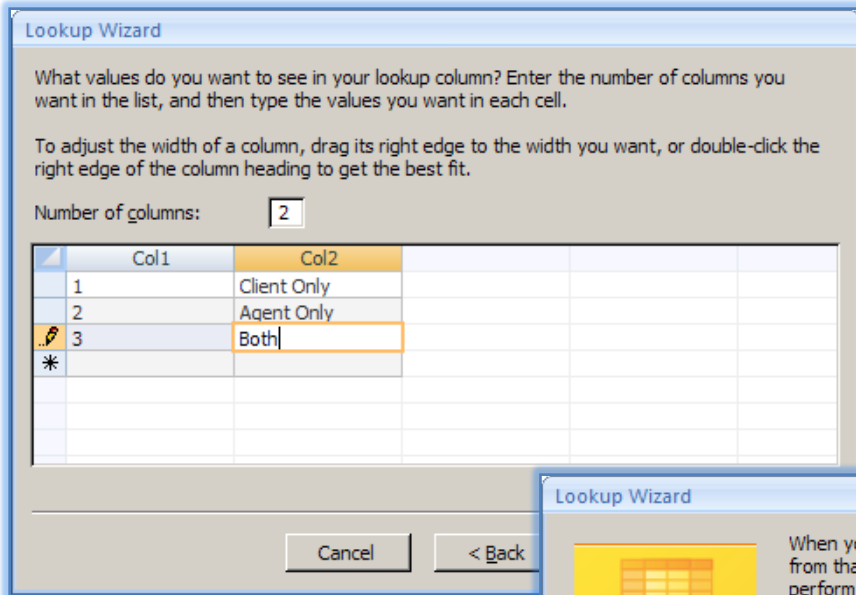 Lookup Wizard
What values do you want to see in your lookup column? Enter the number of columns you
want in the list, and then type the values you want in each cell.
To adjust the width of a column, drag its right edge to the width you want, or double-click the
right edge of the column heading to get the best fit.
Number of columns: 2
Col1 Col2
1 Client Only
2 Agent Only
3 Both
Lookup Wizard
Cancel < Back
When
from
perform